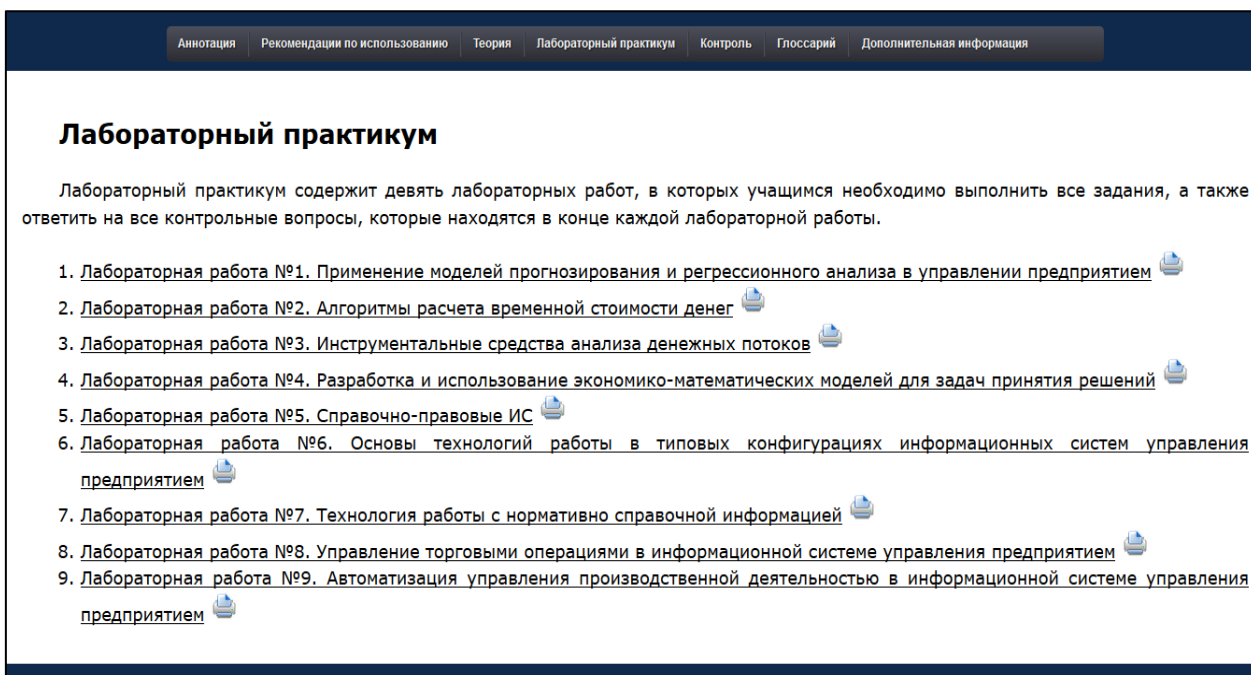 Аннотация Рекомендации по использованию Теория Лабораторный практикум Контроль Глоссарий Дополнительная информация
Лабораторный практикум
Лабораторный практикум содержит девять лабораторных работ, в которых учащимся необходимо выполнить все задания, а также
ответить на все контрольные вопросы, которые находятся в конце каждой лабораторной работы.
1. Лабораторная работа №1. Применение моделей прогнозирования и регрессионного анализа в управлении предприятием
2. Лабораторная работа №2. Алгоритмы расчета временной стоимости денег
3. Лабораторная работа №3. Инструментальные средства анализа денежных потоков
4. Лабораторная работа №4. Разработка и использование экономико-математических моделей для задач принятия решений
5. Лабораторная работа №5. Справочно-правовые ИС
6. Лабораторная работа №6. Основы технологий работы в типовых конфигурациях информационных систем управления
предприятием
7. Лабораторная работа №7. Технология работы с нормативно справочной информацией
8. Лабораторная работа №8. Управление торговыми операциями в информационной системе управления предприятием
9. Лабораторная работа №9. Автоматизация управления производственной деятельностью в информационной системе управления
предприятием